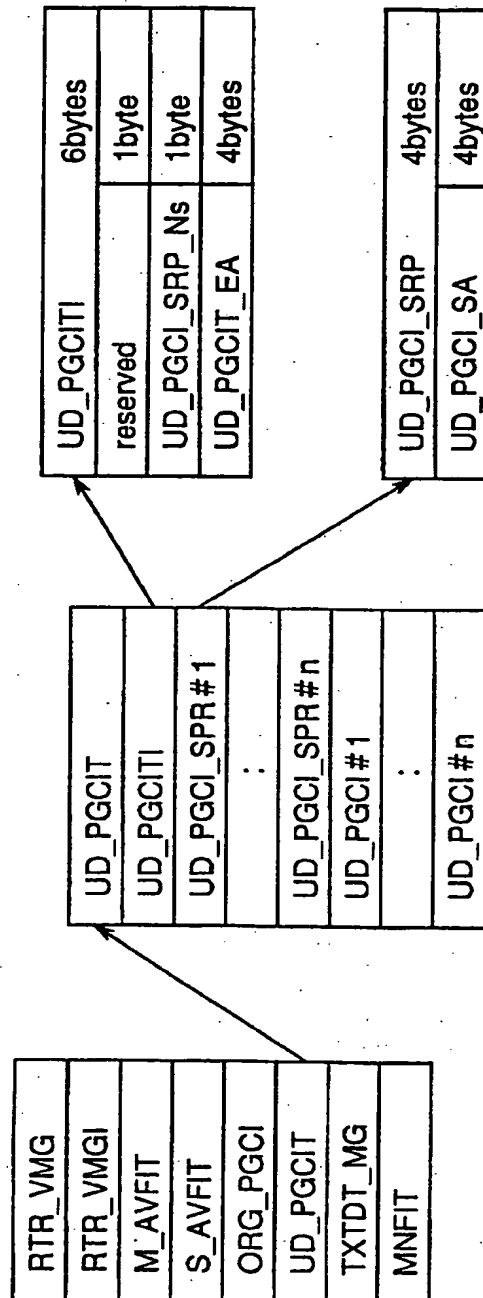 RTR_VMG
RTR_VMGI
M_AVFIT
S_AVFIT
ORG_PGCI
UD_PGCIT
TXTDT_MG
MNFIT
UD_PGCIT
UD_PGCITI
UD_PGCI_SPR#1
:
UD_PGCI_SPR#n
UD_PGCI#1
:
UD_PGCI#n
UD_PGCITI 6bytes
reserved 1byte
UD_PGCI_SRP_Ns 1byte
UD_PGCIT_EA 4bytes
UD_PGCI_SRP 4bytes
UD_PGCI_SA 4bytes